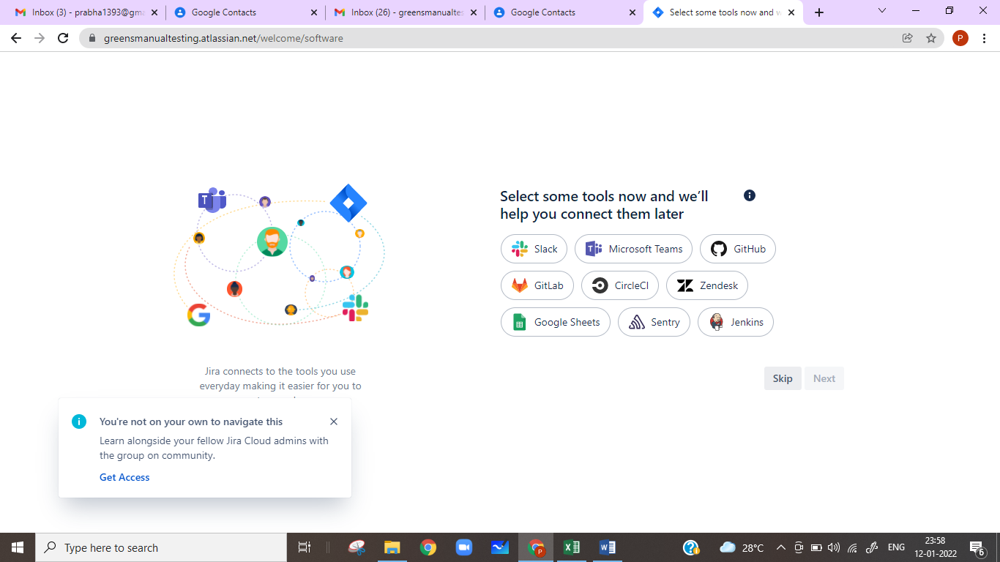 Inbox (3) - prabha1393@gma
Google Contacts
Inbox (26) - greensmanualtes
Google Contacts
Select some tools now and w
greensmanualtesting.atlassian.net/welcome/software
P
Select some tools now and we'll
help you connect them later
Slack
Microsoft Teams
GitHub
GitLab
CircleCI
Zendesk
Google Sheets
Sentry
Jenkins
Jira connects to the tools you use
everyday making it easier for you to
Skip
Next
You're not on your own to navigate this
Learn alongside your fellow Jira Cloud admins with
the group on community.
Get Access
Type here to search
28°C
ENG
23:58
12-01-2022
6